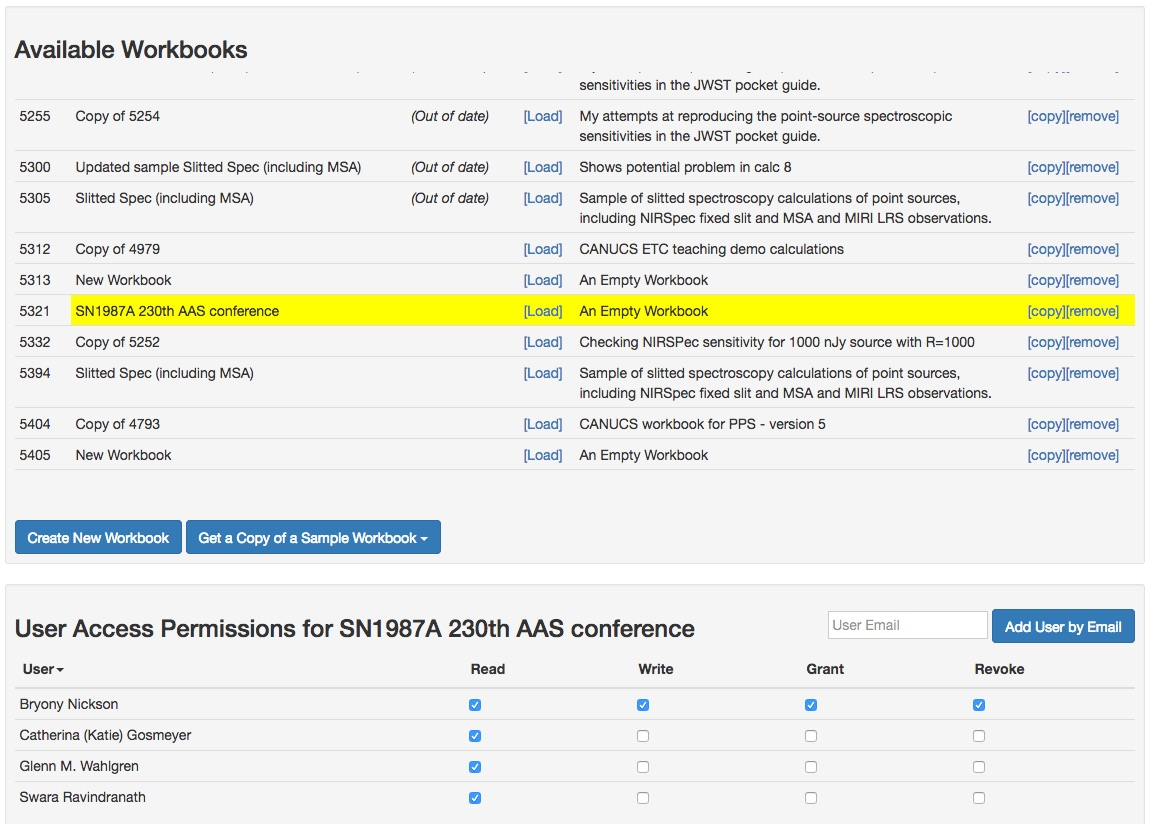 Available Workbooks
sensitivities in the JWST pocket guide.
5255 Copy of 5254 (Out of date) [Load] My attempts at reproducing the point-source spectroscopic [copy][remove]
sensitivities in the JWST pocket guide.
5300 Updated sample Slitted Spec (including MSA) (Out of date) [Load] Shows potential problem in calc 8 [copy][remove]
5305 Slitted Spec (including MSA) (Out of date) [Load] Sample of slitted spectroscopy calculations of point sources, [copy][remove]
including NIRSpec fixed slit and MSA and MIRI LRS observations.
5312 Copy of 4979 [Load] CANUCS ETC teaching demo calculations [copy][remove]
5313 New Workbook [Load] An Empty Workbook [copy][remove]
5321 SN1987A 230th AAS conference [Load] An Empty Workbook [copy][remove]
5332 Copy of 5252 [Load] Checking NIRSPec sensitivity for 1000 nJy source with R=1000 [copy][remove]
5394 Slitted Spec (including MSA) [Load] Sample of slitted spectroscopy calculations of point sources, [copy][remove]
including NIRSpec fixed slit and MSA and MIRI LRS observations.
5404 Copy of 4793 [Load] CANUCS workbook for PPS - version 5 [copy][remove]
5405 New Workbook [Load] An Empty Workbook [copy][remove]
Create New Workbook Get a Copy of a Sample Workbook
User Access Permissions for SN1987A 230th AAS conference User Email Add User by Email
User Read Write Grant Revoke
Bryony Nickson
Catherina (Katie) Gosmeyer
Glenn M. Wahlgren
Swara Ravindranath